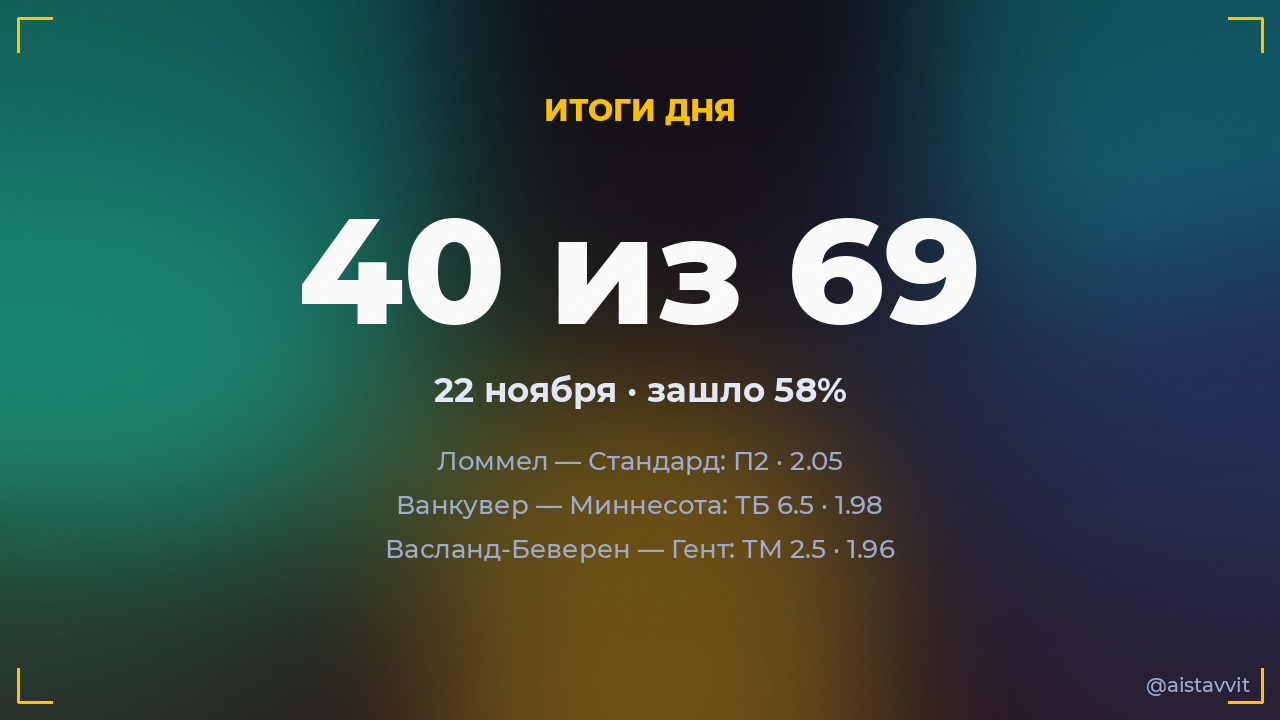 ИТОГИ ДНЯ
40 из 69
22 ноября · зашло 58%
Ломмел — Стандард: П2 · 2.05
Ванкувер — Миннесота: ТБ 6.5 · 1.98
Васланд-Беверен — Гент: ТМ 2.5 · 1.96
@aistavvit